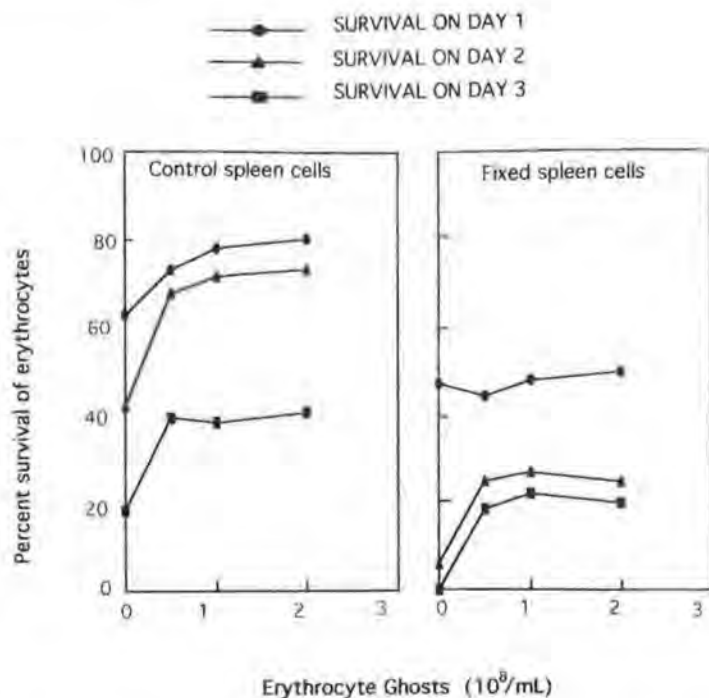 SURVIVAL ON DAY 1
SURVIVAL ON DAY 2
SURVIVAL ON DAY 3
Percent survival of erythrocytes
100
80
60
40
20
0
Control spleen cells
Fixed spleen cells
0 1 2 3
0 1 2 3
Erythrocyte Ghosts (10⁸/mL)